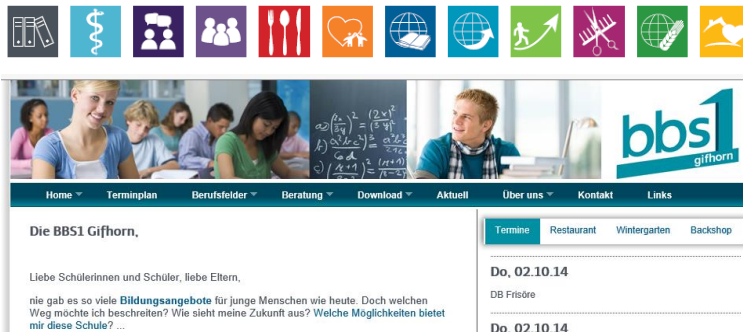 bbs1
gifhorn
Home Terminplan Berufsfelder Beratung Download Aktuell Über uns Kontakt Links
Die BBS1 Gifhorn,
Liebe Schülerinnen und Schüler, liebe Eltern,
nie gab es so viele Bildungsangebote für junge Menschen wie heute. Doch welchen
Weg möchte ich beschreiten? Wie sieht meine Zukunft aus? Welche Möglichkeiten bietet
mir diese Schule? ...
Termine Restaurant Wintergarten Backshop
Do, 02.10.14
DB Frisöre
Do, 02.10.14